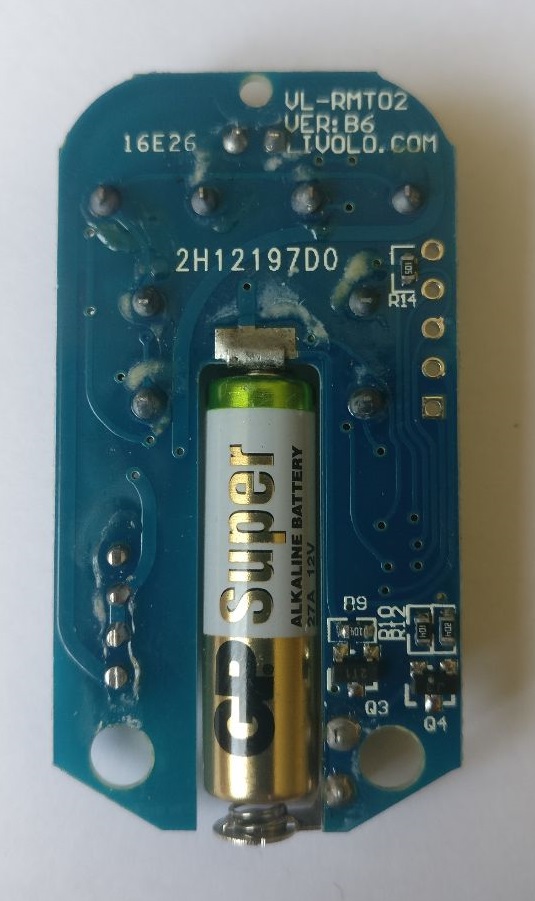 VL-RMT02
VER:B6
16E26
LIVOLO.COM
2H12197D0
R14
GP Super
ALKALINE BATTERY
27A 12V
R9
R10
R12
Q3
Q4